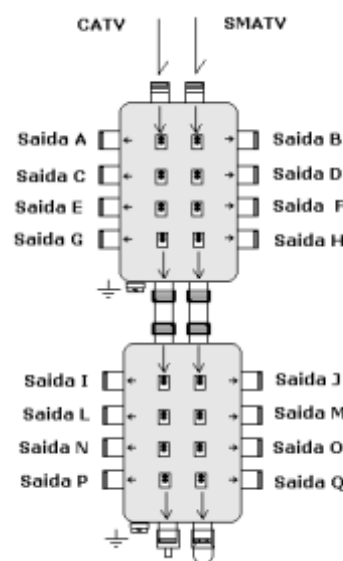 CATV SMATV
Saida A Saida B
Saida C Saida D
Saida E Saida F
Saida G Saida H
Saida I Saida J
Saida L Saida M
Saida N Saida O
Saida P Saida Q